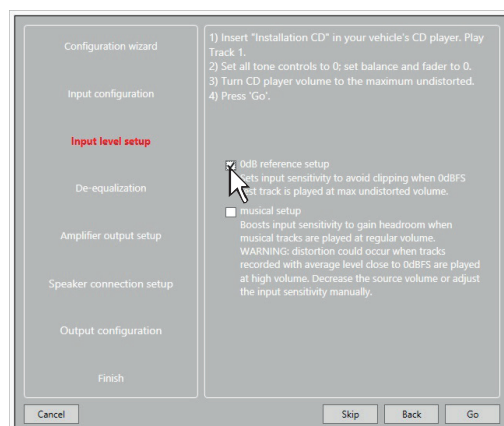 Configuration wizard
Input configuration
Input level setup
De-equalization
Amplifier output setup
Speaker connection setup
Output configuration
Finish
1) Insert "Installation CD" in your vehicle's CD player. Play
Track 1.
2) Set all tone controls to 0; set balance and fader to 0.
3) Turn CD player volume to the maximum undistorted.
4) Press 'Go'.
0dB reference setup
Sets input sensitivity to avoid clipping when 0dBFS
test track is played at max undistorted volume.
musical setup
Boosts input sensitivity to gain headroom when
musical tracks are played at regular volume.
WARNING: distortion could occur when tracks
recorded with average level close to 0dBFS are played
at high volume. Decrease the source volume or adjust
the input sensitivity manually.
Cancel
Skip
Back
Go